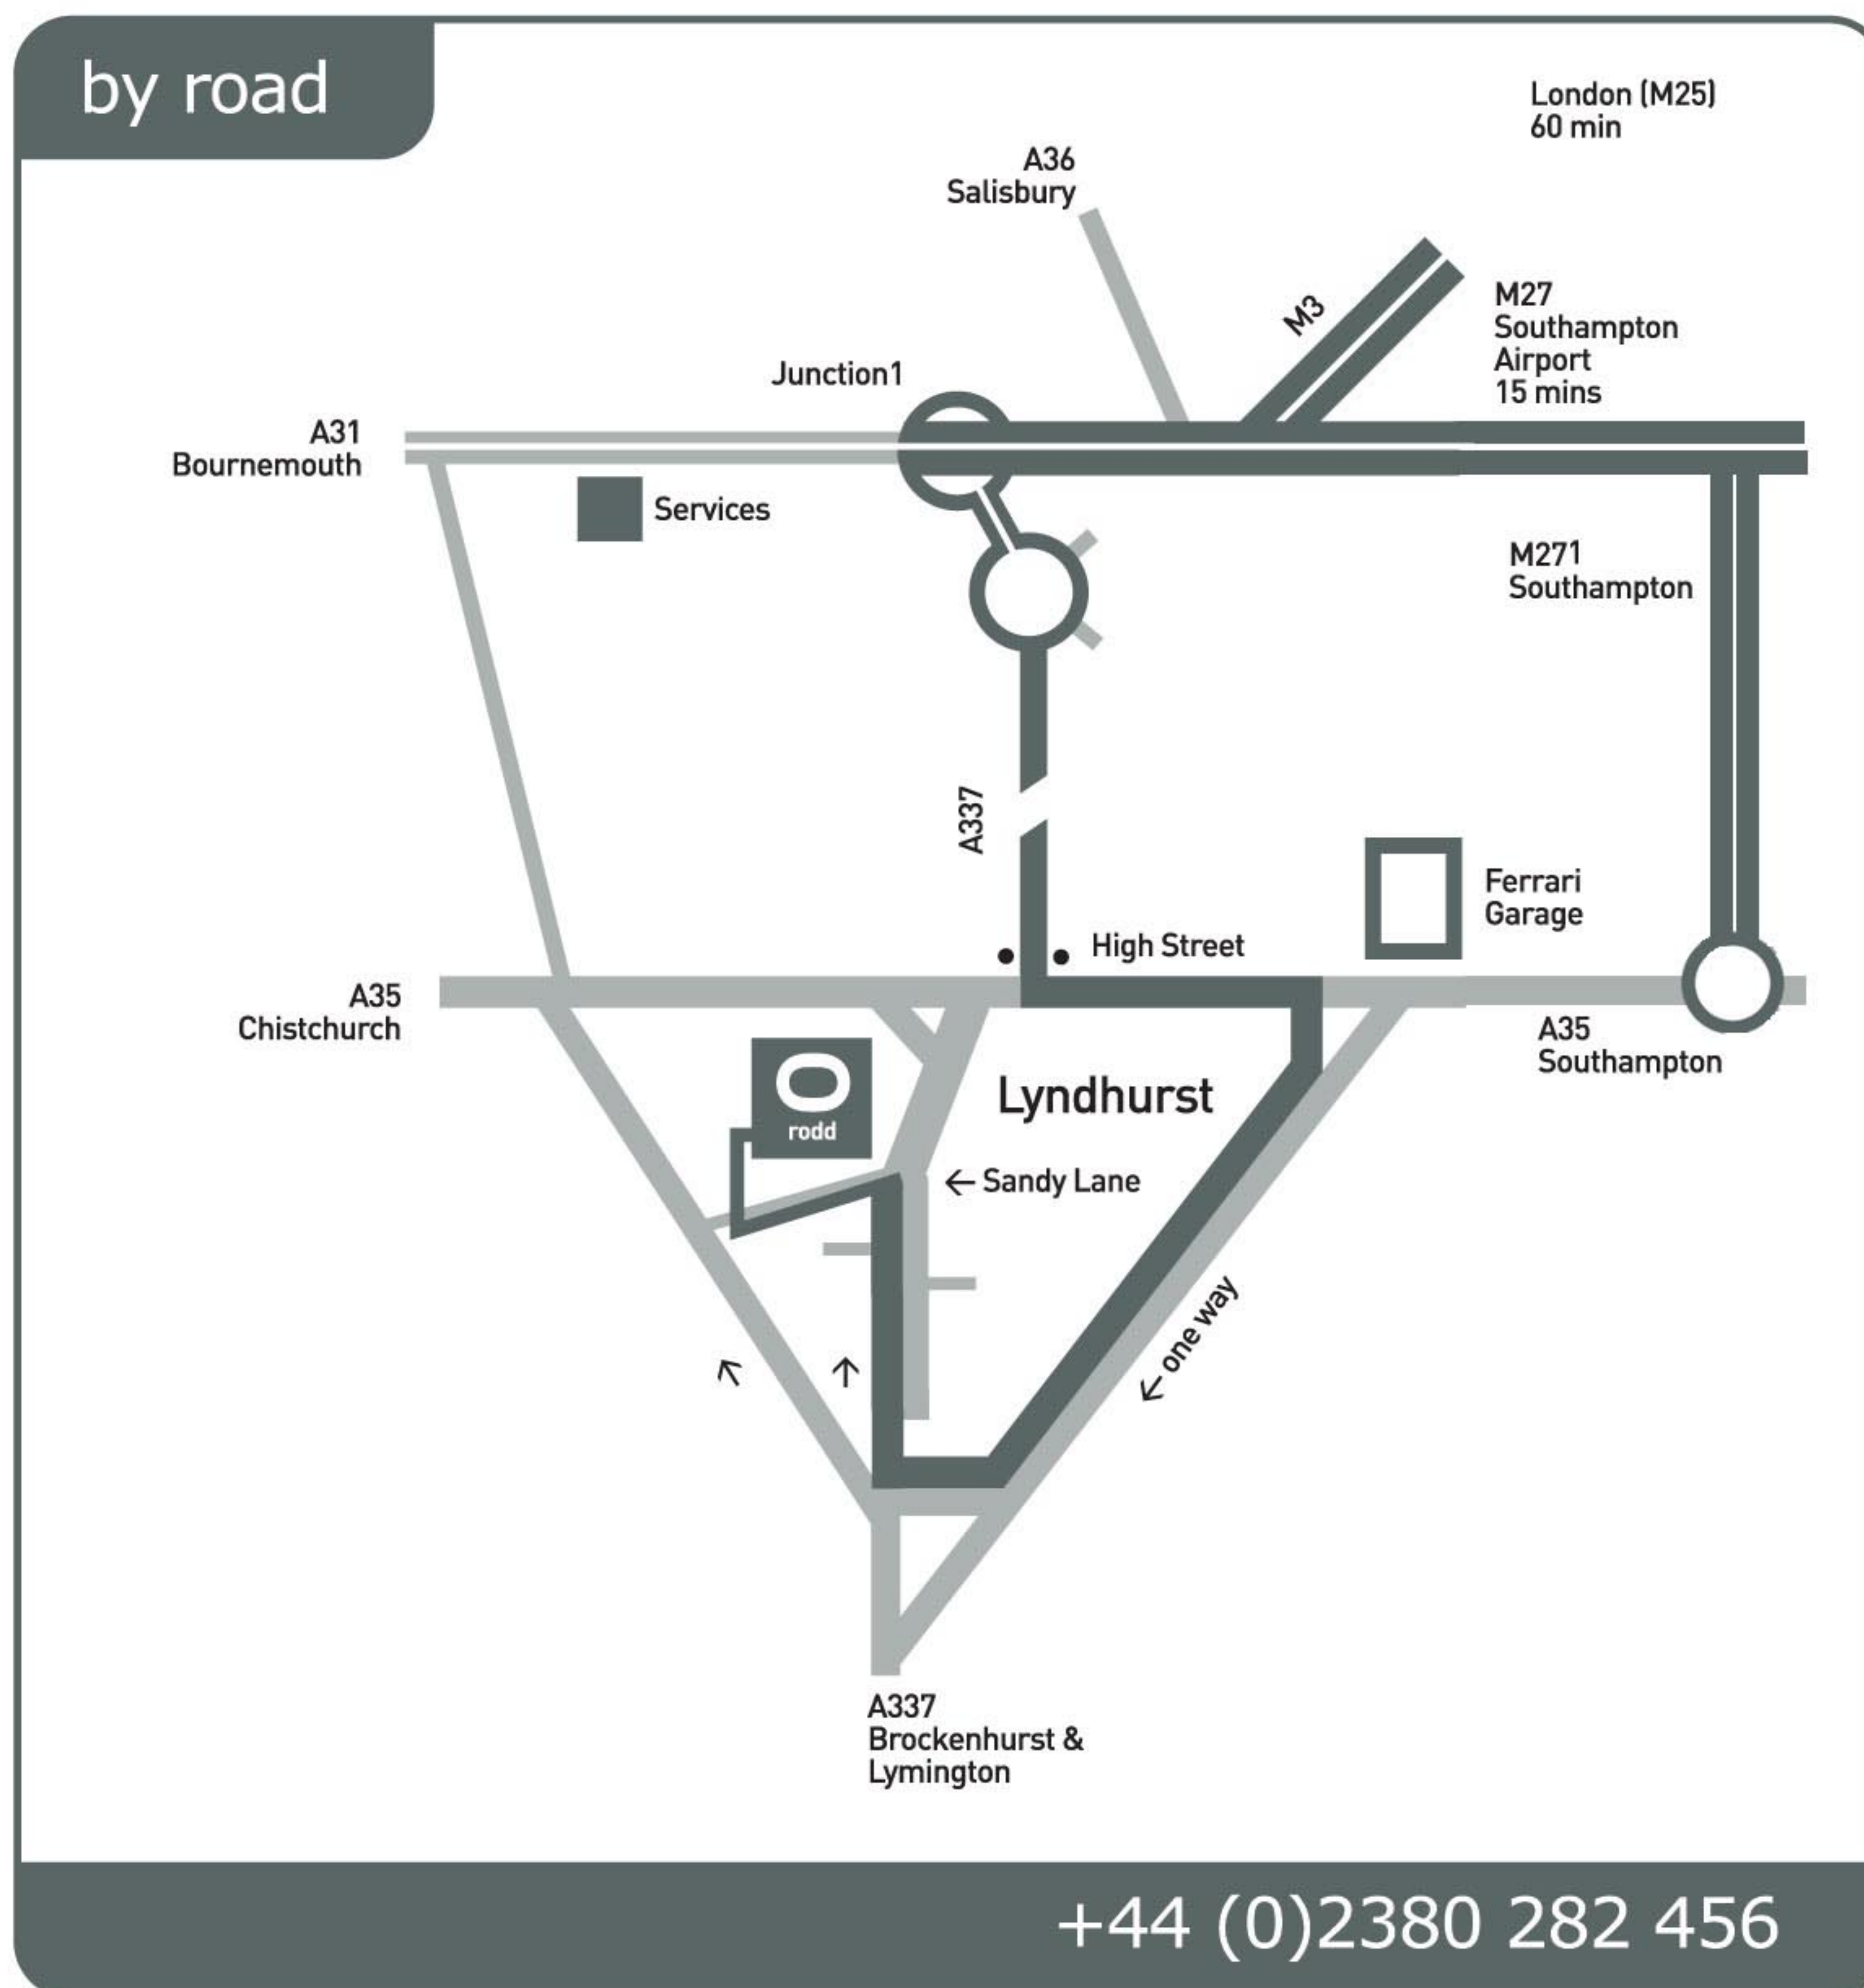 by road
London (M25)
60 min
A36
Salisbury
M3
M27
Southampton
Airport
15 mins
Junction1
A31
Bournemouth
Services
M271
Southampton
A337
Ferrari
Garage
High Street
A35
Chistchurch
A35
Southampton
rodd
Lyndhurst
← Sandy Lane
← one way
A337
Brockenhurst &
Lymington
+44 (0)2380 282 456